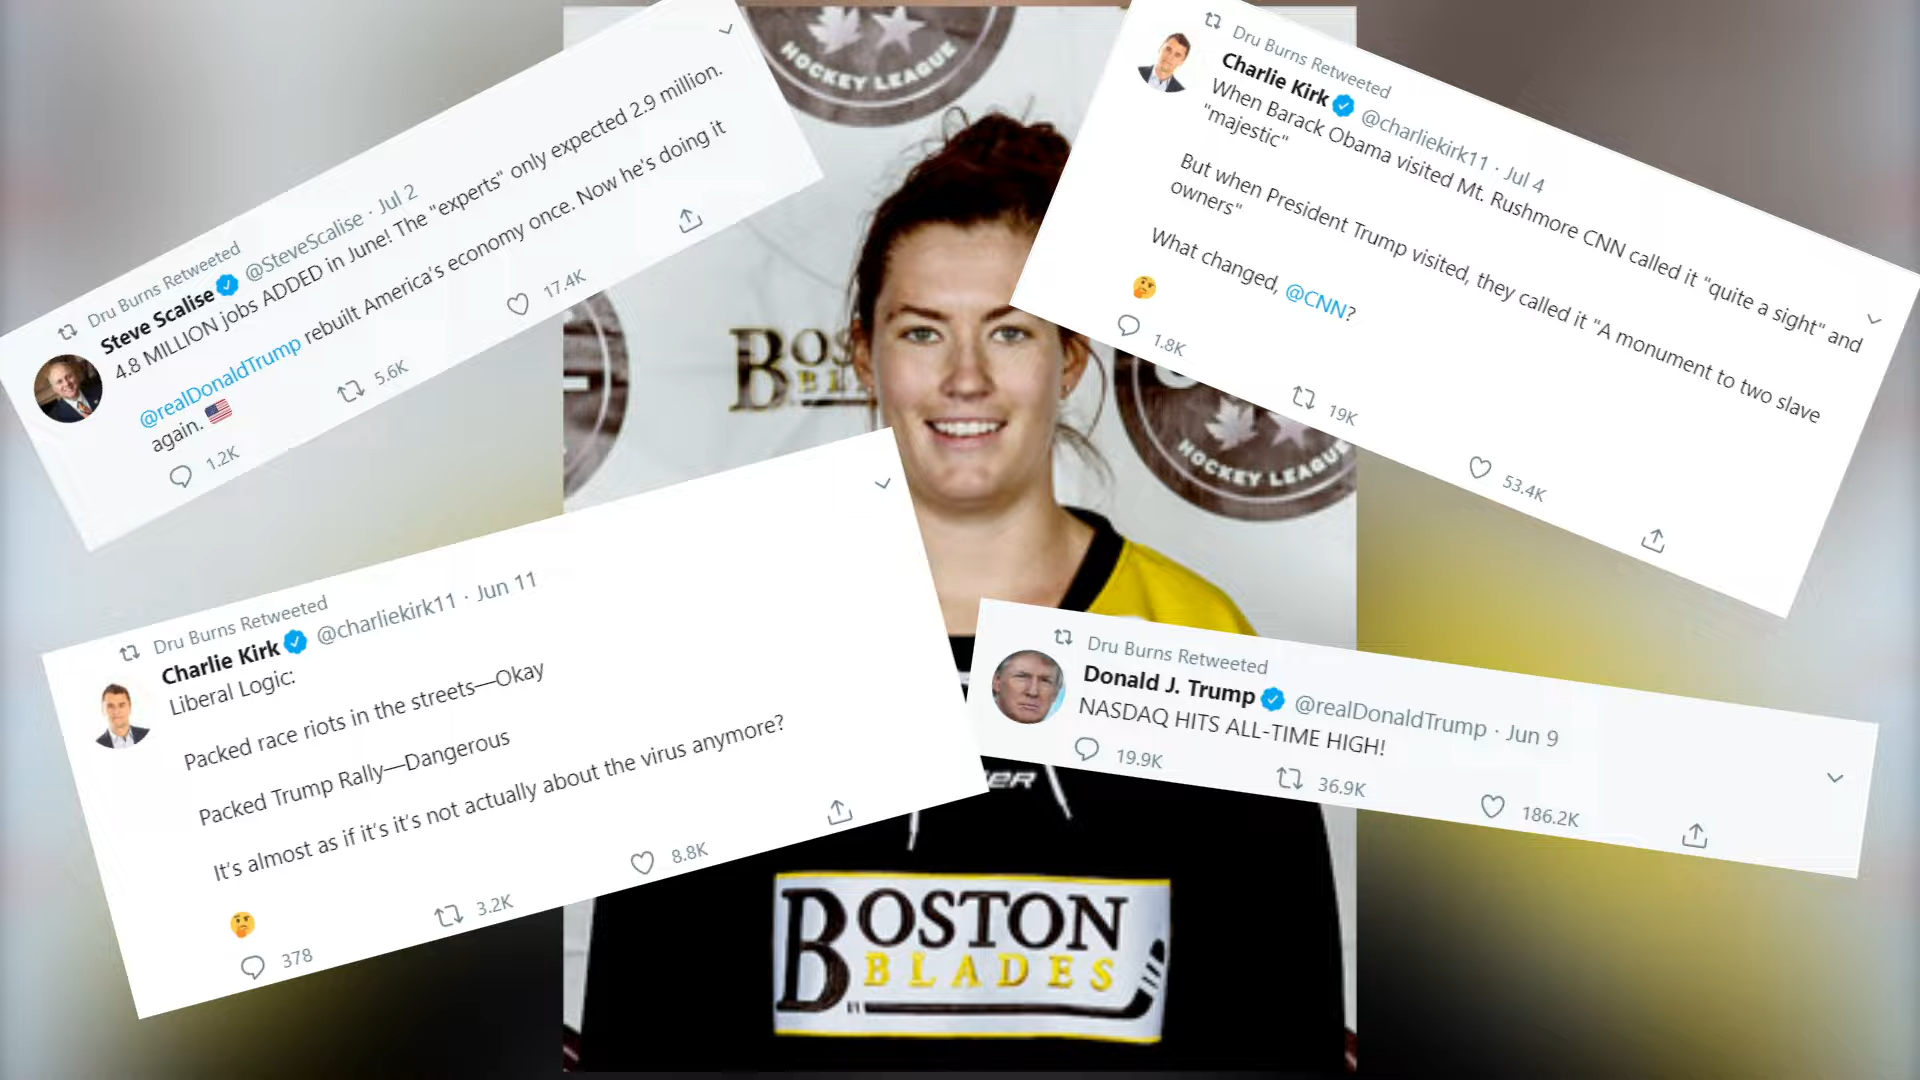 Dru Burns Retweeted
Steve Scalise @SteveScalise · Jul 2
4.8 MILLION jobs ADDED in June! The "experts" only expected 2.9 million.
@realDonaldTrump rebuilt America's economy once. Now he's doing it
again.
1.2K 5.6K 17.4K
HOCKEY LEAGUE
Dru Burns Retweeted
Charlie Kirk @charliekirk11 · Jul 4
When Barack Obama visited Mt. Rushmore CNN called it "quite a sight" and
"majestic"
But when President Trump visited, they called it "A monument to two slave
owners"
What changed, @CNN?
1.8K 19K 53.4K
BOS
BL
HOCKEY LEAGUE
Dru Burns Retweeted
Charlie Kirk @charliekirk11 · Jun 11
Liberal Logic:
Packed race riots in the streets—Okay
Packed Trump Rally—Dangerous
It's almost as if it's it's not actually about the virus anymore?
378 3.2K 8.8K
Dru Burns Retweeted
Donald J. Trump @realDonaldTrump · Jun 9
NASDAQ HITS ALL-TIME HIGH!
19.9K 36.9K 186.2K
BOSTON
BLADES